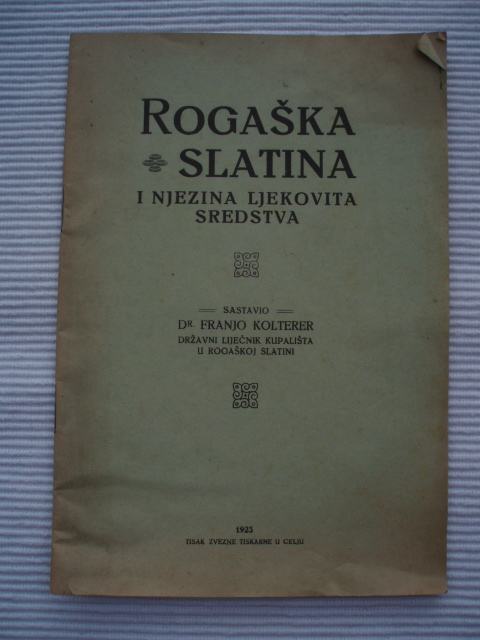 ROGAŠKA
SLATINA
I NJEZINA LJEKOVITA
SREDSTVA
SASTAVIO
DR. FRANJO KOLTERER
DRŽAVNI LIJEČNIK KUPALIŠTA
U ROGAŠKOJ SLATINI
1923
TISAK ZVEZNE TISKARNE U CELJU